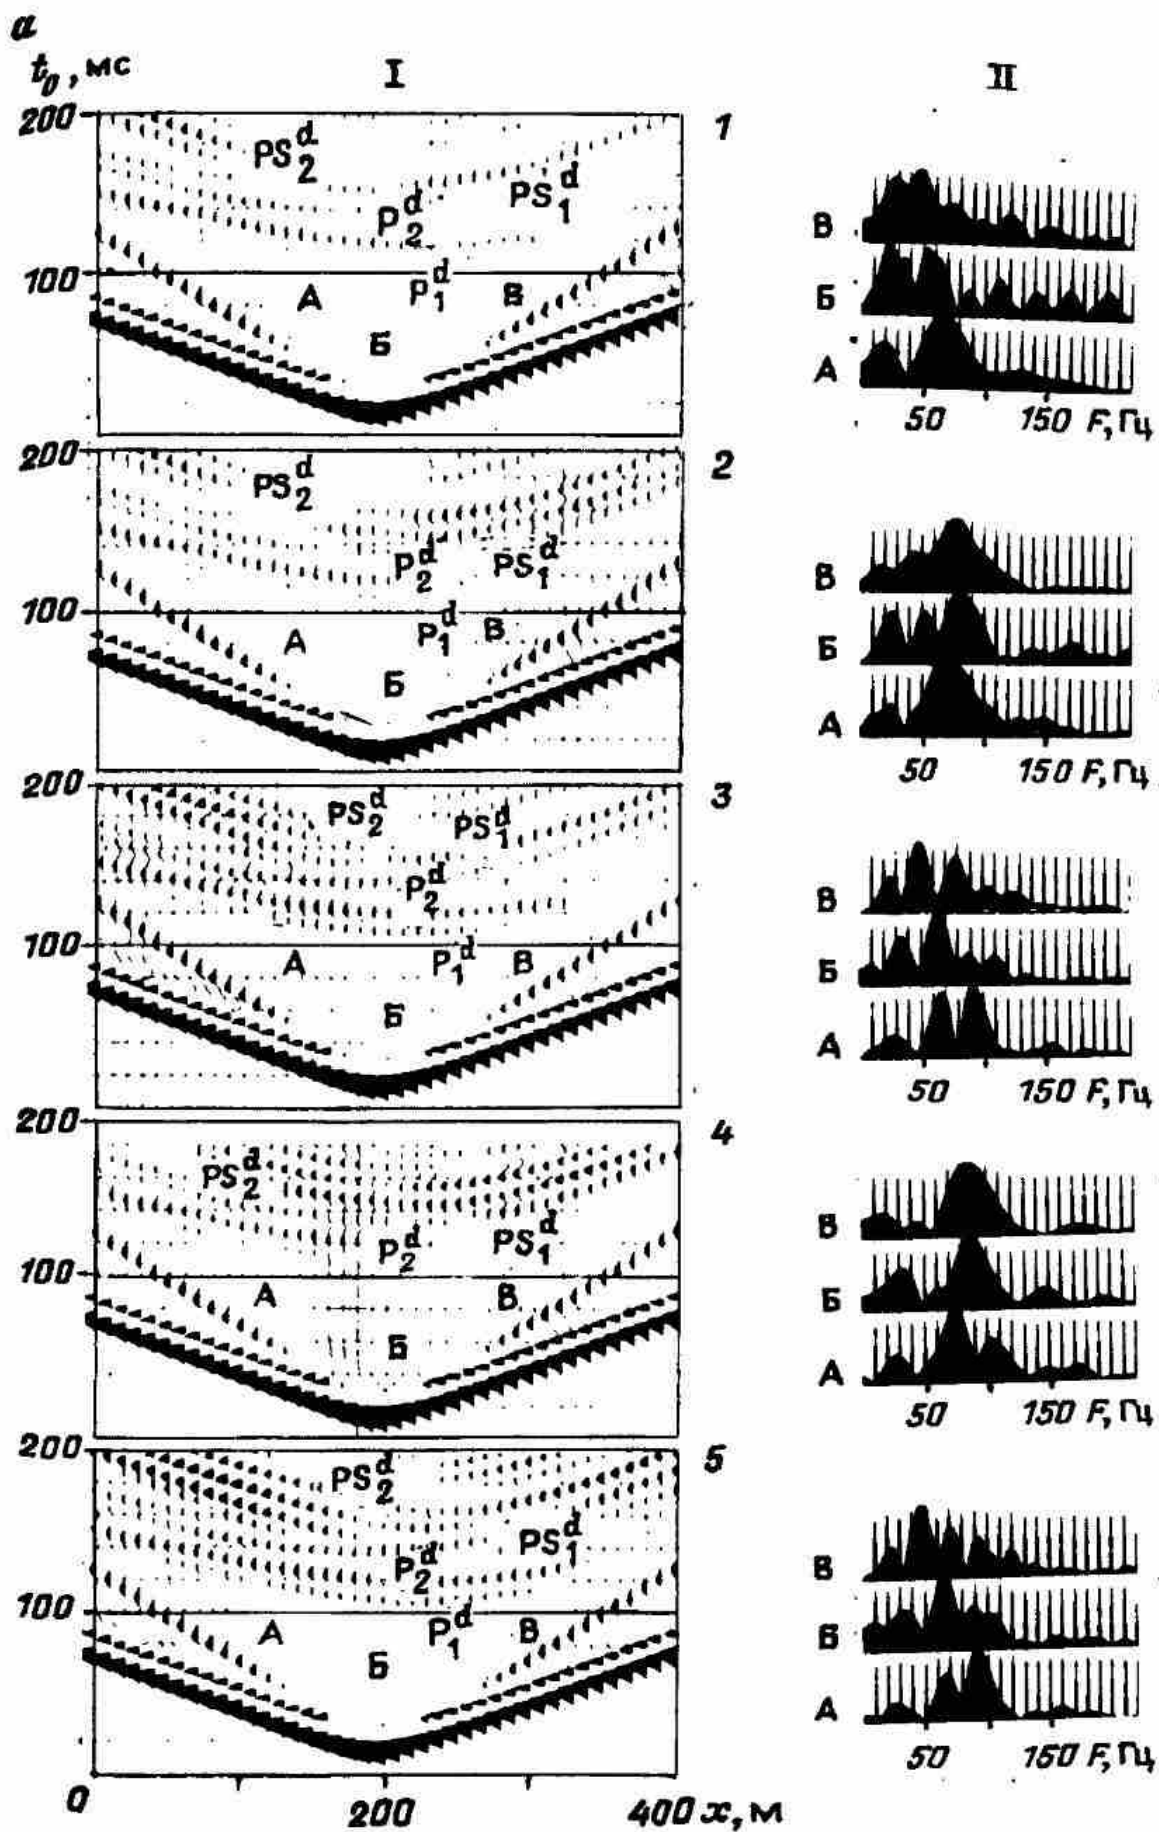 а
t₀, мс
I
II
200
1
PS₂ᵈ
PS₁ᵈ
P₂ᵈ
В
100
А
P₁ᵈ
В
Б
Б
А
50 150 F, Гц
200
2
PS₂ᵈ
P₂ᵈ
PS₁ᵈ
В
100
А
P₁ᵈ
В
Б
Б
А
50 150 F, Гц
200
3
PS₂ᵈ
PS₁ᵈ
P₂ᵈ
В
100
А
P₁ᵈ
В
Б
Б
А
50 150 F, Гц
200
4
PS₂ᵈ
P₂ᵈ
PS₁ᵈ
В
100
А
В
Б
Б
А
50 150 F, Гц
200
5
PS₂ᵈ
PS₁ᵈ
P₂ᵈ
В
100
А
P₁ᵈ
В
Б
Б
А
50 150 F, Гц
0 200 400 x, м